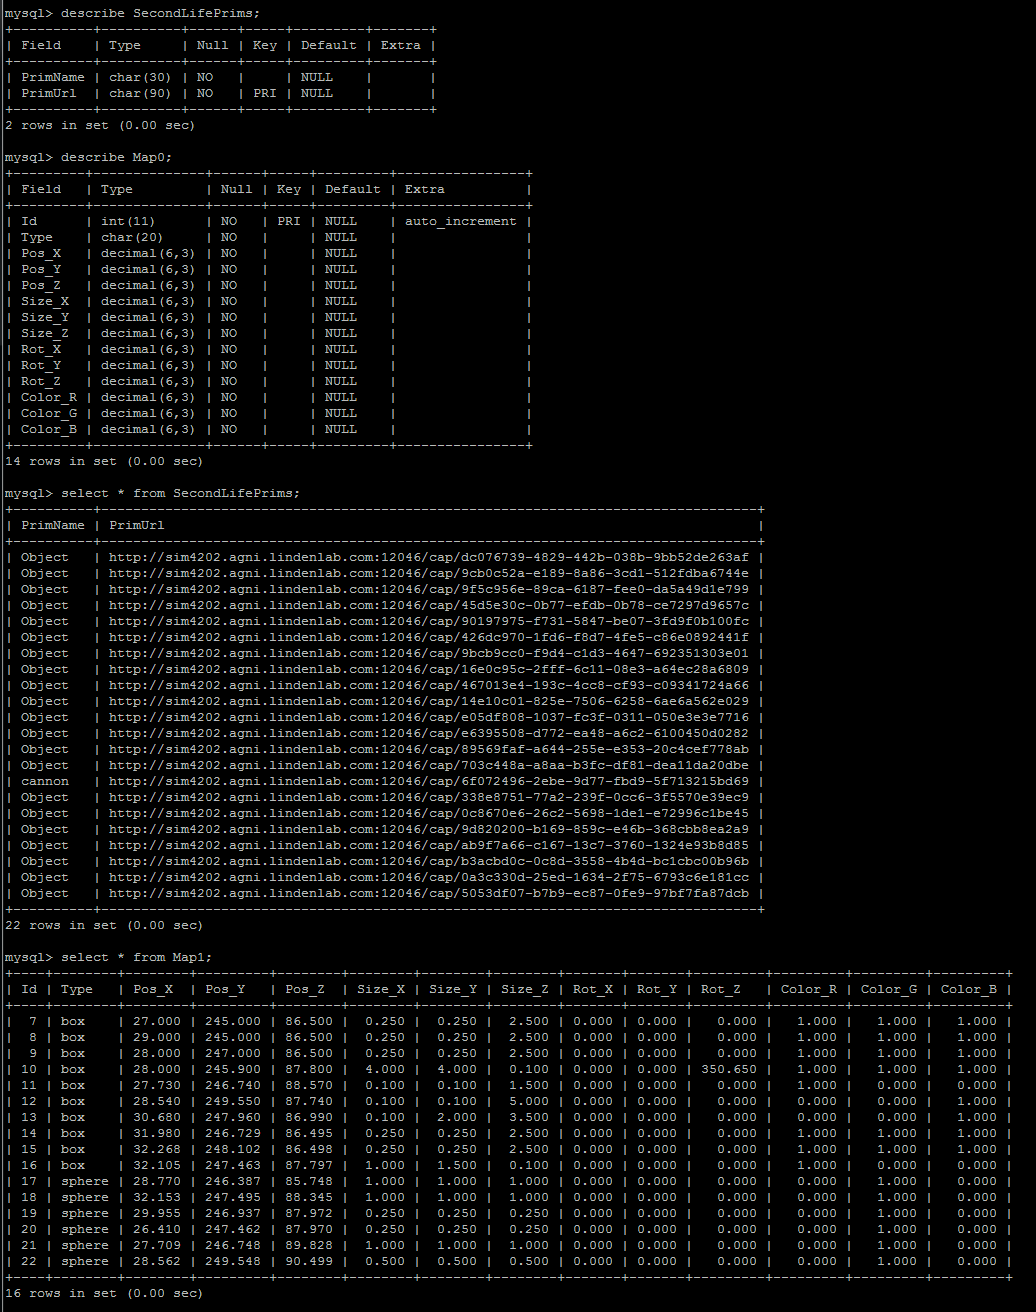 mysql> describe SecondLifePrims;
+----------+----------+------+-----+---------+-------+
| Field    | Type     | Null | Key | Default | Extra |
+----------+----------+------+-----+---------+-------+
| PrimName | char(30) | NO   |     | NULL    |       |
| PrimUrl  | char(90) | NO   | PRI | NULL    |       |
+----------+----------+------+-----+---------+-------+
2 rows in set (0.00 sec)
mysql> describe Map0;
+---------+--------------+------+-----+---------+----------------+
| Field   | Type         | Null | Key | Default | Extra          |
+---------+--------------+------+-----+---------+----------------+
| Id      | int(11)      | NO   | PRI | NULL    | auto_increment |
| Type    | char(20)     | NO   |     | NULL    |                |
| Pos_X   | decimal(6,3) | NO   |     | NULL    |                |
| Pos_Y   | decimal(6,3) | NO   |     | NULL    |                |
| Pos_Z   | decimal(6,3) | NO   |     | NULL    |                |
| Size_X  | decimal(6,3) | NO   |     | NULL    |                |
| Size_Y  | decimal(6,3) | NO   |     | NULL    |                |
| Size_Z  | decimal(6,3) | NO   |     | NULL    |                |
| Rot_X   | decimal(6,3) | NO   |     | NULL    |                |
| Rot_Y   | decimal(6,3) | NO   |     | NULL    |                |
| Rot_Z   | decimal(6,3) | NO   |     | NULL    |                |
| Color_R | decimal(6,3) | NO   |     | NULL    |                |
| Color_G | decimal(6,3) | NO   |     | NULL    |                |
| Color_B | decimal(6,3) | NO   |     | NULL    |                |
+---------+--------------+------+-----+---------+----------------+
14 rows in set (0.00 sec)
mysql> select * from SecondLifePrims;
+----------+----------------------------------------------------------------------------------+
| PrimName | PrimUrl                                                                          |
+----------+----------------------------------------------------------------------------------+
| Object   | http://sim4202.agni.lindenlab.com:12046/cap/dc076739-4829-442b-038b-9bb52de263af |
| Object   | http://sim4202.agni.lindenlab.com:12046/cap/9cb0c52a-e189-8a86-3cd1-512fdba6744e |
| Object   | http://sim4202.agni.lindenlab.com:12046/cap/9f5c956e-89ca-6187-fee0-da5a49d1e799 |
| Object   | http://sim4202.agni.lindenlab.com:12046/cap/45d5e30c-0b77-efdb-0b78-ce7297d9657c |
| Object   | http://sim4202.agni.lindenlab.com:12046/cap/90197975-f731-5847-be07-3fd9f0b100fc |
| Object   | http://sim4202.agni.lindenlab.com:12046/cap/426dc970-1fd6-f8d7-4fe5-c86e0892441f |
| Object   | http://sim4202.agni.lindenlab.com:12046/cap/9bcb9cc0-f9d4-c1d3-4647-692351303e01 |
| Object   | http://sim4202.agni.lindenlab.com:12046/cap/16e0c95c-2fff-6c11-08e3-a64ec28a6809 |
| Object   | http://sim4202.agni.lindenlab.com:12046/cap/467013e4-193c-4cc8-cf93-c09341724a66 |
| Object   | http://sim4202.agni.lindenlab.com:12046/cap/14e10c01-825e-7506-6258-6ae6a562e029 |
| Object   | http://sim4202.agni.lindenlab.com:12046/cap/e05df808-1037-fc3f-0311-050e3e3e7716 |
| Object   | http://sim4202.agni.lindenlab.com:12046/cap/e6395508-d772-ea48-a6c2-6100450d0282 |
| Object   | http://sim4202.agni.lindenlab.com:12046/cap/89569faf-a644-255e-e353-20c4cef778ab |
| Object   | http://sim4202.agni.lindenlab.com:12046/cap/703c448a-a8aa-b3fc-df81-dea11da20dbe |
| cannon   | http://sim4202.agni.lindenlab.com:12046/cap/6f072496-2ebe-9d77-fbd9-5f713215bd69 |
| Object   | http://sim4202.agni.lindenlab.com:12046/cap/338e8751-77a2-239f-0cc6-3f5570e39ec9 |
| Object   | http://sim4202.agni.lindenlab.com:12046/cap/0c8670e6-26c2-5698-1de1-e72996c1be45 |
| Object   | http://sim4202.agni.lindenlab.com:12046/cap/9d820200-b169-859c-e46b-368cbb8ea2a9 |
| Object   | http://sim4202.agni.lindenlab.com:12046/cap/ab9f7a66-c167-13c7-3760-1324e93b8d85 |
| Object   | http://sim4202.agni.lindenlab.com:12046/cap/b3acbd0c-0c8d-3558-4b4d-bc1cbc00b96b |
| Object   | http://sim4202.agni.lindenlab.com:12046/cap/0a3c330d-25ed-1634-2f75-6793c6e181cc |
| Object   | http://sim4202.agni.lindenlab.com:12046/cap/5053df07-b7b9-ec87-0fe9-97bf7fa87dcb |
+----------+----------------------------------------------------------------------------------+
22 rows in set (0.00 sec)
mysql> select * from Map1;
+----+--------+--------+---------+--------+--------+--------+--------+-------+-------+---------+---------+---------+---------+
| Id | Type   | Pos_X  | Pos_Y   | Pos_Z  | Size_X | Size_Y | Size_Z | Rot_X | Rot_Y | Rot_Z   | Color_R | Color_G | Color_B |
+----+--------+--------+---------+--------+--------+--------+--------+-------+-------+---------+---------+---------+---------+
|  7 | box    | 27.000 | 245.000 | 86.500 |  0.250 |  0.250 |  2.500 | 0.000 | 0.000 |   0.000 |   1.000 |   1.000 |   1.000 |
|  8 | box    | 29.000 | 245.000 | 86.500 |  0.250 |  0.250 |  2.500 | 0.000 | 0.000 |   0.000 |   1.000 |   1.000 |   1.000 |
|  9 | box    | 28.000 | 247.000 | 86.500 |  0.250 |  0.250 |  2.500 | 0.000 | 0.000 |   0.000 |   1.000 |   1.000 |   1.000 |
| 10 | box    | 28.000 | 245.900 | 87.800 |  4.000 |  4.000 |  0.100 | 0.000 | 0.000 | 350.650 |   1.000 |   0.000 |   1.000 |
| 11 | box    | 27.730 | 246.740 | 88.570 |  0.100 |  0.100 |  1.500 | 0.000 | 0.000 |   0.000 |   1.000 |   0.000 |   0.000 |
| 12 | box    | 28.540 | 249.550 | 87.740 |  0.100 |  0.100 |  5.000 | 0.000 | 0.000 |   0.000 |   1.000 |   0.000 |   0.000 |
| 13 | box    | 30.680 | 247.960 | 86.990 |  0.100 |  2.000 |  3.500 | 0.000 | 0.000 |   0.000 |   0.000 |   0.000 |   1.000 |
| 14 | box    | 31.980 | 246.729 | 86.495 |  0.250 |  0.250 |  2.500 | 0.000 | 0.000 |   0.000 |   1.000 |   1.000 |   1.000 |
| 15 | box    | 32.268 | 248.102 | 86.498 |  0.250 |  0.250 |  2.500 | 0.000 | 0.000 |   0.000 |   1.000 |   1.000 |   1.000 |
| 16 | box    | 32.105 | 247.463 | 87.797 |  1.000 |  1.500 |  0.100 | 0.000 | 0.000 |   0.000 |   1.000 |   0.000 |   0.000 |
| 17 | sphere | 28.770 | 246.387 | 85.748 |  1.000 |  1.000 |  1.000 | 0.000 | 0.000 |   0.000 |   0.000 |   1.000 |   0.000 |
| 18 | sphere | 32.153 | 247.495 | 88.345 |  1.000 |  1.000 |  1.000 | 0.000 | 0.000 |   0.000 |   0.000 |   1.000 |   0.000 |
| 19 | sphere | 29.955 | 246.937 | 87.972 |  0.250 |  0.250 |  0.250 | 0.000 | 0.000 |   0.000 |   0.000 |   1.000 |   0.000 |
| 20 | sphere | 26.410 | 247.462 | 87.970 |  0.250 |  0.250 |  0.250 | 0.000 | 0.000 |   0.000 |   0.000 |   1.000 |   0.000 |
| 21 | sphere | 27.709 | 246.748 | 89.828 |  1.000 |  1.000 |  1.000 | 0.000 | 0.000 |   0.000 |   0.000 |   1.000 |   0.000 |
| 22 | sphere | 28.562 | 249.548 | 90.499 |  0.500 |  0.500 |  0.500 | 0.000 | 0.000 |   0.000 |   0.000 |   1.000 |   0.000 |
+----+--------+--------+---------+--------+--------+--------+--------+-------+-------+---------+---------+---------+---------+
16 rows in set (0.00 sec)